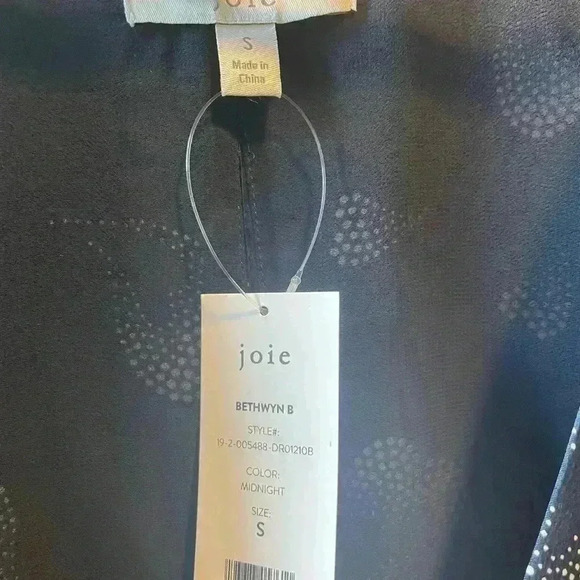 joie
S
Made in
China
joie
BETHWYN B
STYLE#:
19-2-005488-DR01210B
COLOR:
MIDNIGHT
SIZE:
S